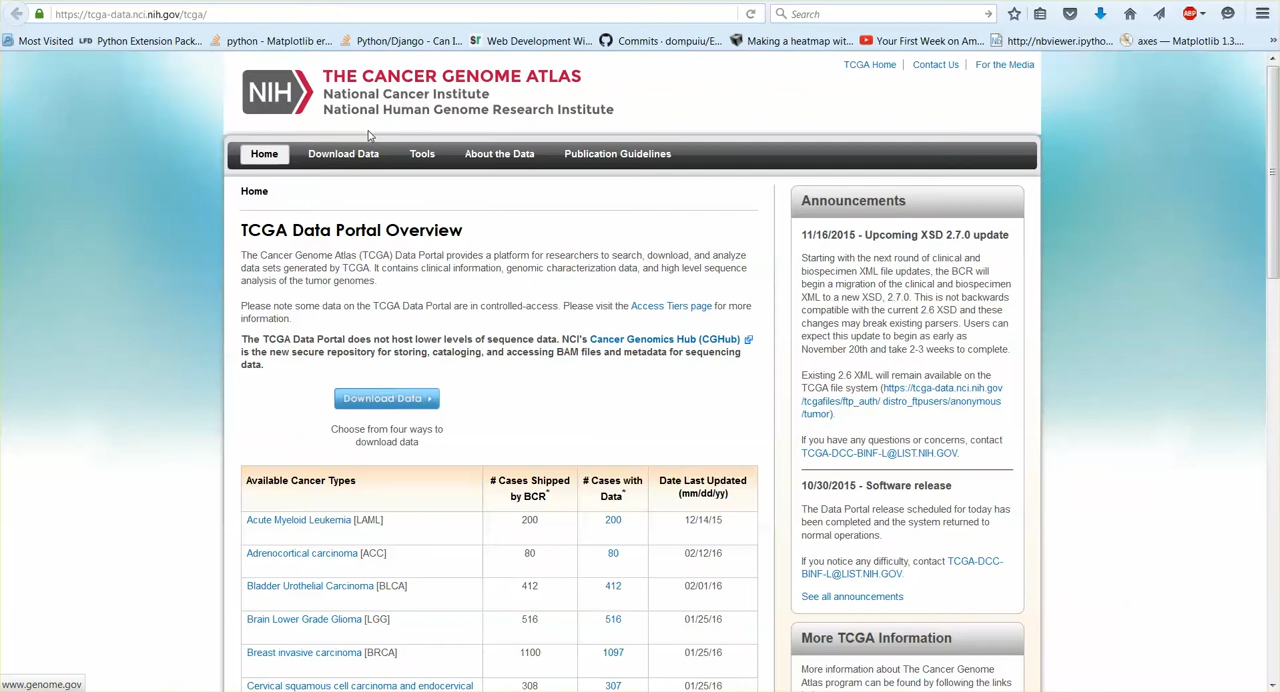 https://tcga-data.nci.nih.gov/tcga/
Search
ABP
Most Visited
LFD Python Extension Pack...
python - Matplotlib er...
Python/Django - Can I...
ST Web Development Wi...
Commits · dompuiu/E...
Making a heatmap wit...
Your First Week on Am...
http://nbviewer.ipytho...
axes — Matplotlib 1.3....
TCGA Home | Contact Us | For the Media
NIH
THE CANCER GENOME ATLAS
National Cancer Institute
National Human Genome Research Institute
Home
Download Data
Tools
About the Data
Publication Guidelines
Home
TCGA Data Portal Overview
The Cancer Genome Atlas (TCGA) Data Portal provides a platform for researchers to search, download, and analyze
data sets generated by TCGA. It contains clinical information, genomic characterization data, and high level sequence
analysis of the tumor genomes.
Please note some data on the TCGA Data Portal are in controlled-access. Please visit the Access Tiers page for more
information.
The TCGA Data Portal does not host lower levels of sequence data. NCI's Cancer Genomics Hub (CGHub)
is the new secure repository for storing, cataloging, and accessing BAM files and metadata for sequencing
data.
Download Data
Choose from four ways to
download data
Available Cancer Types
# Cases Shipped
by BCR*
# Cases with
Data*
Date Last Updated
(mm/dd/yy)
Acute Myeloid Leukemia [LAML] 200 200 12/14/15
Adrenocortical carcinoma [ACC] 80 80 02/12/16
Bladder Urothelial Carcinoma [BLCA] 412 412 02/01/16
Brain Lower Grade Glioma [LGG] 516 516 01/25/16
Breast invasive carcinoma [BRCA] 1100 1097 01/25/16
Cervical squamous cell carcinoma and endocervical 308 307 01/25/16
Announcements
11/16/2015 - Upcoming XSD 2.7.0 update
Starting with the next round of clinical and
biospecimen XML file updates, the BCR will
begin a migration of the clinical and biospecimen
XML to a new XSD, 2.7.0. This is not backwards
compatible with the current 2.6 XSD and these
changes may break existing parsers. Users can
expect this update to begin as early as
November 20th and take 2-3 weeks to complete.
Existing 2.6 XML will remain available on the
TCGA file system (https://tcga-data.nci.nih.gov
/tcgafiles/ftp_auth/ distro_ftpusers/anonymous
/tumor).
If you have any questions or concerns, contact
TCGA-DCC-BINF-L@LIST.NIH.GOV.
10/30/2015 - Software release
The Data Portal release scheduled for today has
been completed and the system returned to
normal operations.
If you notice any difficulty, contact TCGA-DCC-
BINF-L@LIST.NIH.GOV.
See all announcements
More TCGA Information
More information about The Cancer Genome
Atlas program can be found by following the links
www.genome.gov